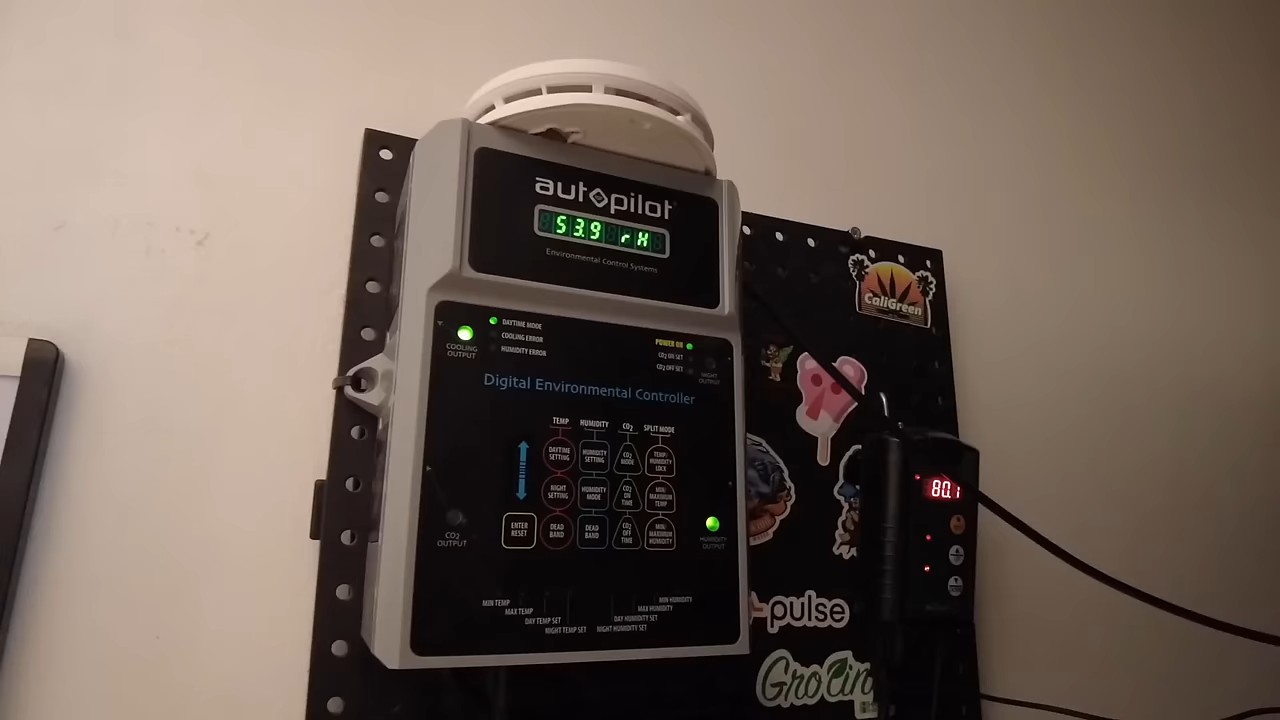 autopilot
53.9 rH
Environmental Control Systems
DAYTIME MODE
COOLING ERROR
HUMIDITY ERROR
COOLING OUTPUT
POWER ON
CO2 ON SET
CO2 OFF SET
NIGHT OUTPUT
Digital Environmental Controller
TEMP HUMIDITY CO2 SPLIT MODE
DAYTIME SETTING
HUMIDITY SETTING
CO2 MODE
TEMP/HUMIDITY LOCK
NIGHT SETTING
HUMIDITY MODE
CO2 ON TIME
MIN/MAXIMUM TEMP
ENTER RESET
DEAD BAND
DEAD BAND
CO2 OFF TIME
MIN/MAXIMUM HUMIDITY
CO2 OUTPUT
HUMIDITY OUTPUT
MIN TEMP
MAX TEMP
DAY TEMP SET
NIGHT TEMP SET
MIN HUMIDITY
MAX HUMIDITY
DAY HUMIDITY SET
NIGHT HUMIDITY SET
CaliGreen
80.1
pulse